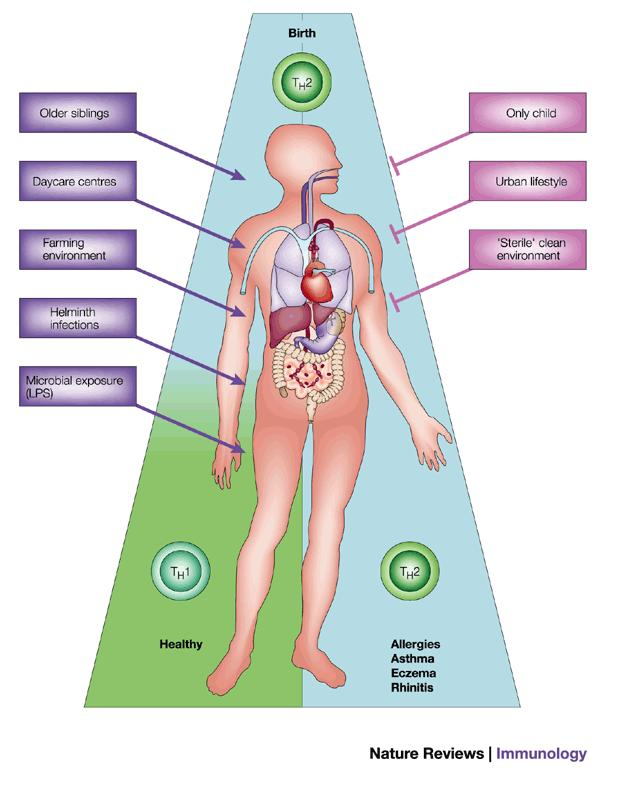 Birth
TH2
Older siblings
Daycare centres
Farming
environment
Helminth
infections
Microbial exposure
(LPS)
Only child
Urban lifestyle
'Sterile' clean
environment
TH1
Healthy
TH2
Allergies
Asthma
Eczema
Rhinitis
Nature Reviews | Immunology